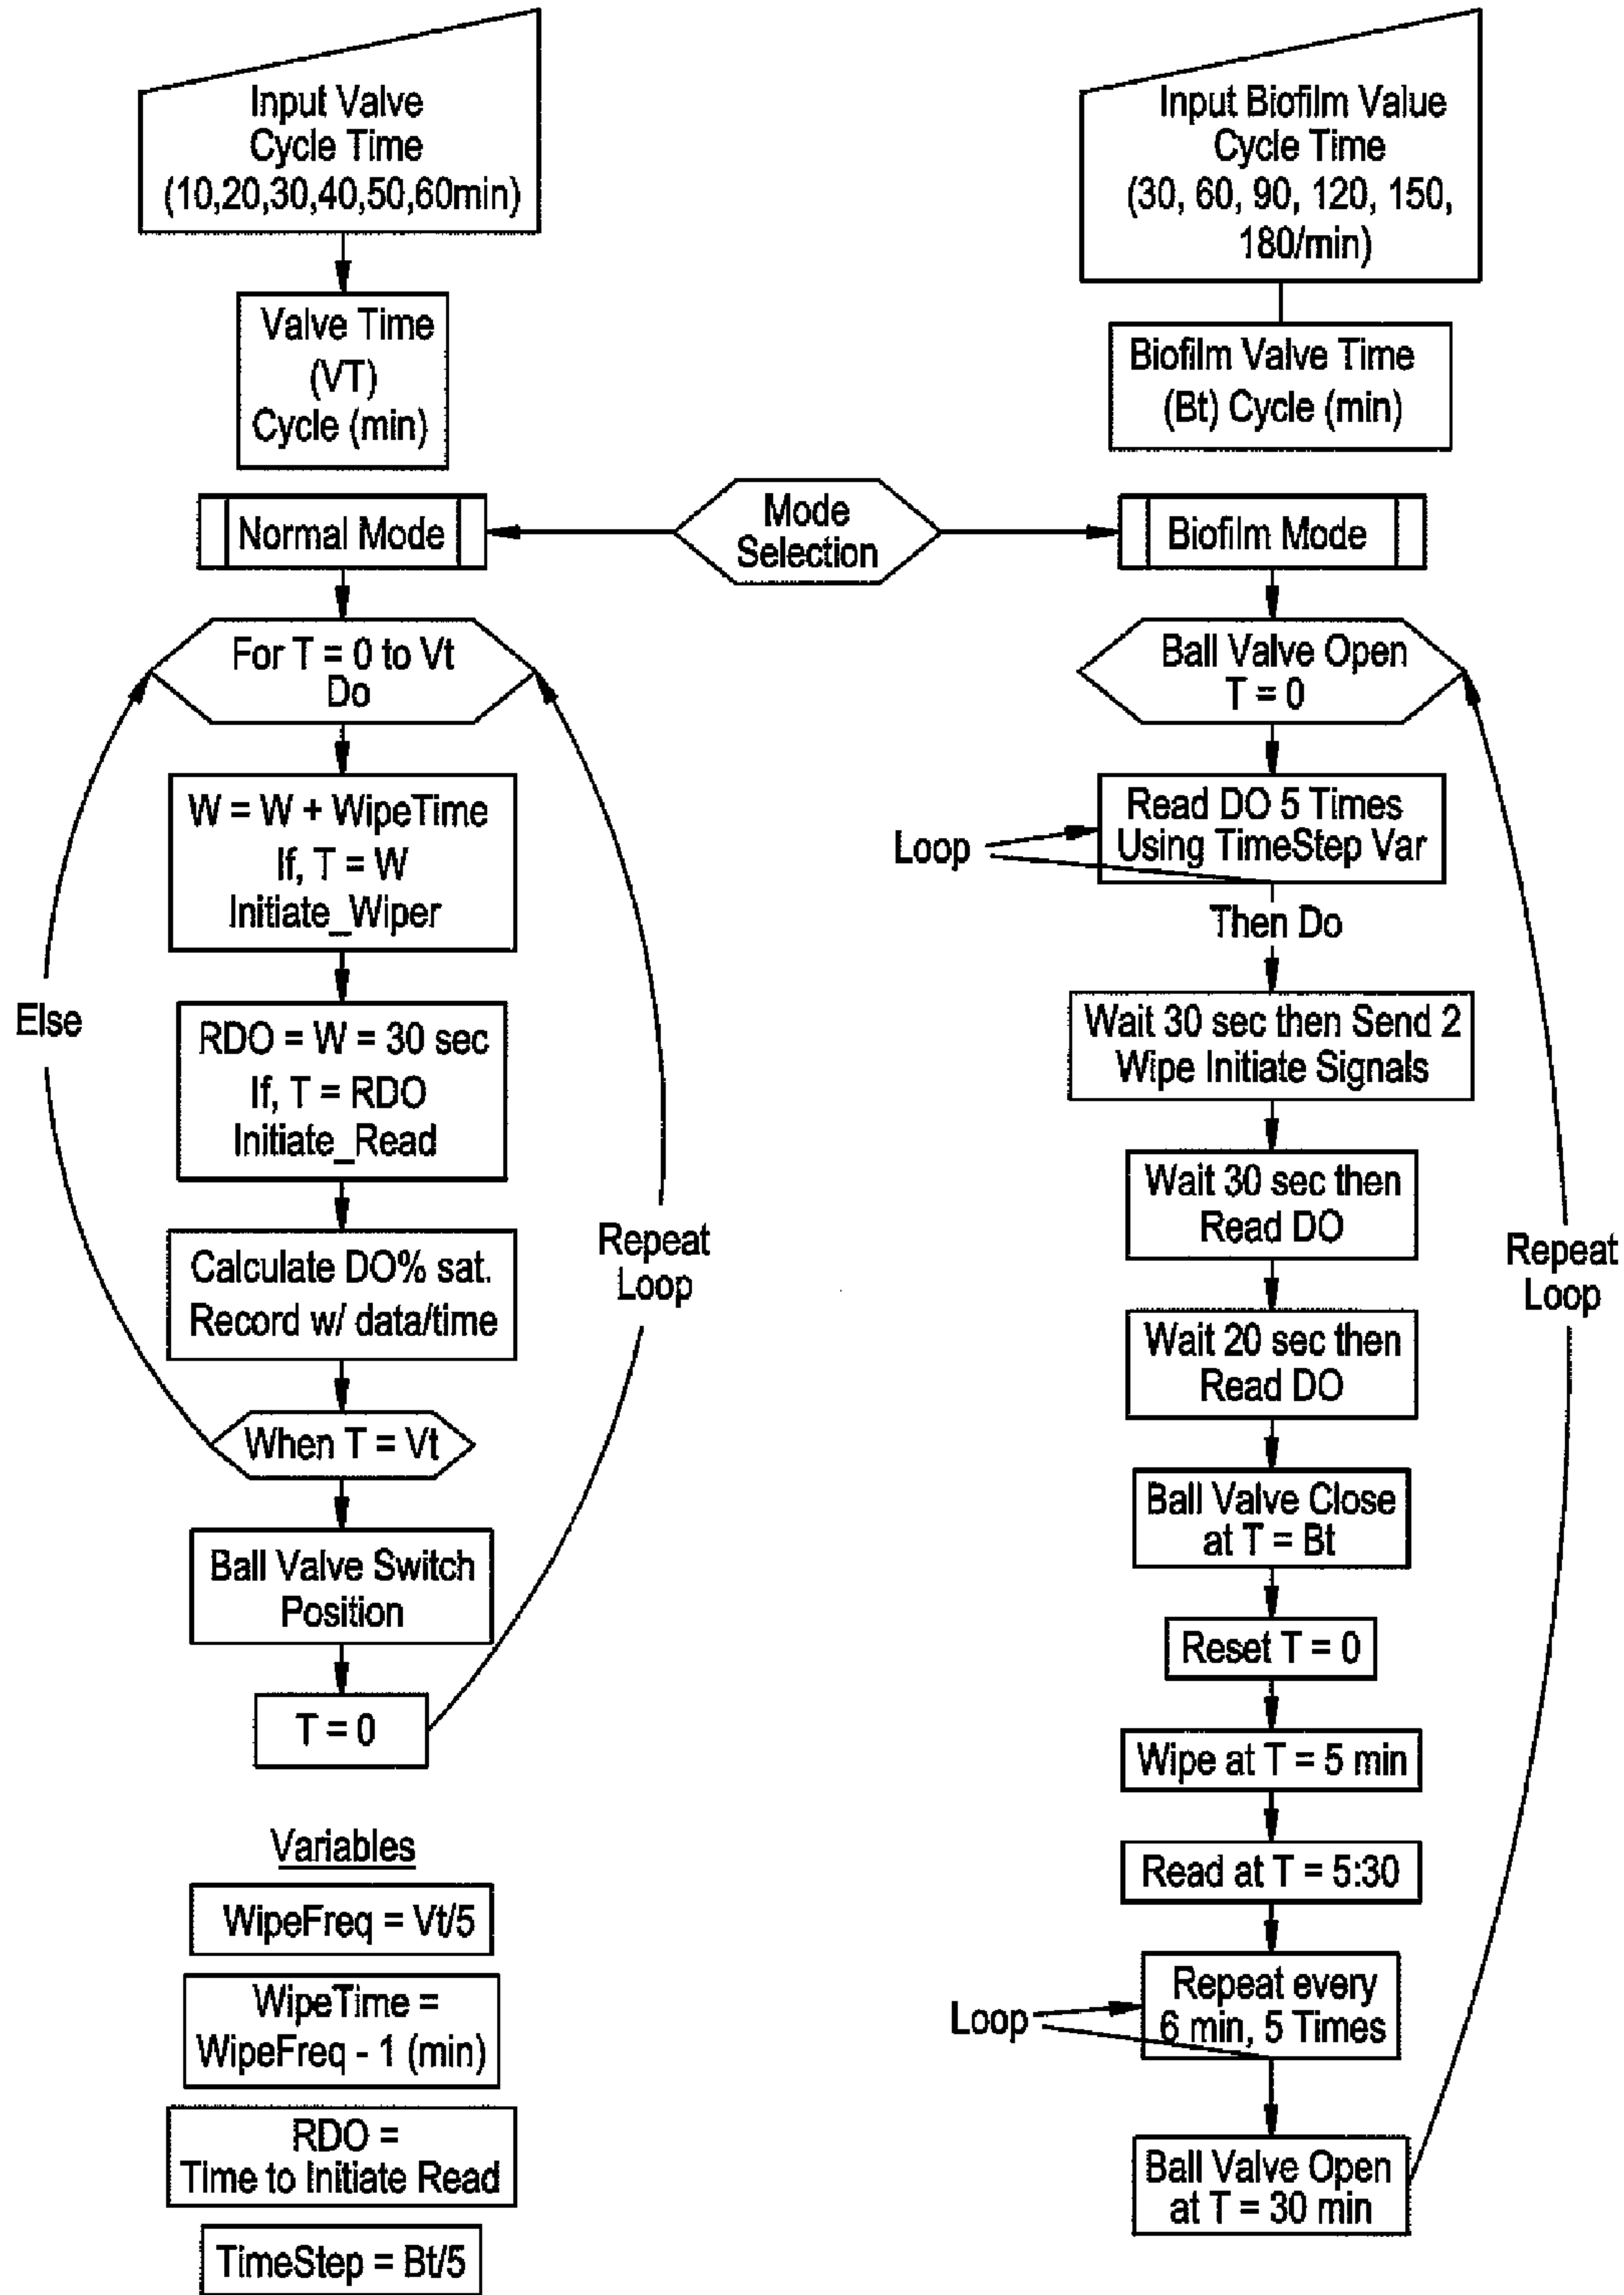 Input Valve
Cycle Time
(10,20,30,40,50,60min)
Valve Time
(VT)
Cycle (min)
Input Biofilm Value
Cycle Time
(30, 60, 90, 120, 150,
180/min)
Biofilm Valve Time
(Bt) Cycle (min)
Mode
Selection
Normal Mode
For T = 0 to Vt
Do
W = W + WipeTime
If, T = W
Initiate_Wiper
RDO = W = 30 sec
If, T = RDO
Initiate_Read
Calculate DO% sat.
Record w/ data/time
When T = Vt
Ball Valve Switch
Position
T = 0
Else
Repeat
Loop
Variables
WipeFreq = Vt/5
WipeTime =
WipeFreq - 1 (min)
RDO =
Time to Initiate Read
TimeStep = Bt/5
Biofilm Mode
Ball Valve Open
T = 0
Read DO 5 Times
Using TimeStep Var
Loop
Then Do
Wait 30 sec then Send 2
Wipe Initiate Signals
Wait 30 sec then
Read DO
Wait 20 sec then
Read DO
Ball Valve Close
at T = Bt
Reset T = 0
Wipe at T = 5 min
Read at T = 5:30
Repeat every
6 min, 5 Times
Loop
Ball Valve Open
at T = 30 min
Repeat
Loop